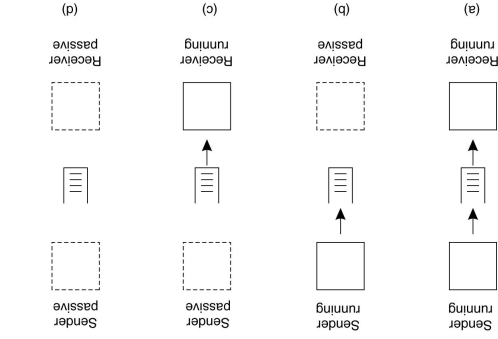 Sender
running
Sender
running
Sender
passive
Sender
passive
Receiver
running
Receiver
passive
Receiver
running
Receiver
passive
(a)
(b)
(c)
(d)